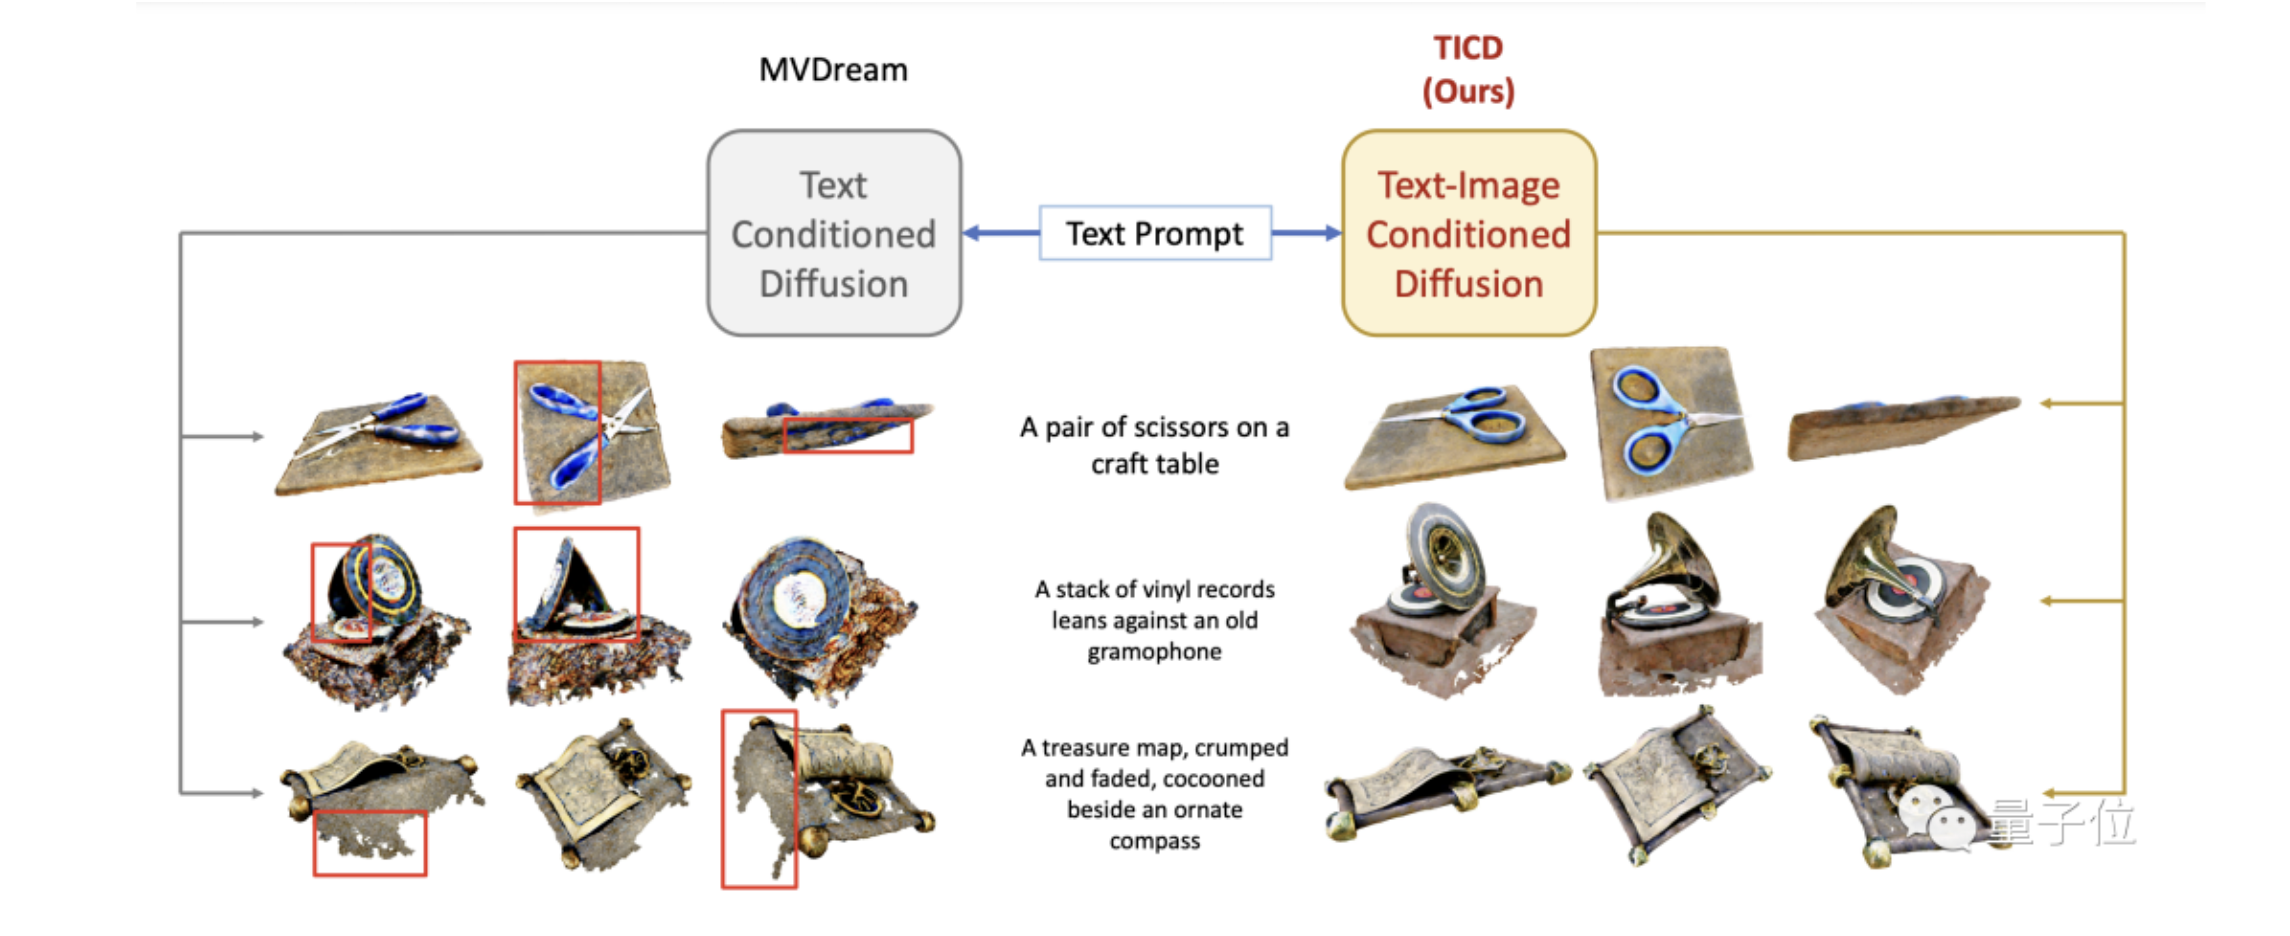 MVDream
TICD
(Ours)
Text
Conditioned
Diffusion
Text Prompt
Text-Image
Conditioned
Diffusion
A pair of scissors on a
craft table
A stack of vinyl records
leans against an old
gramophone
A treasure map, crumped
and faded, cocooned
beside an ornate
compass
量子位